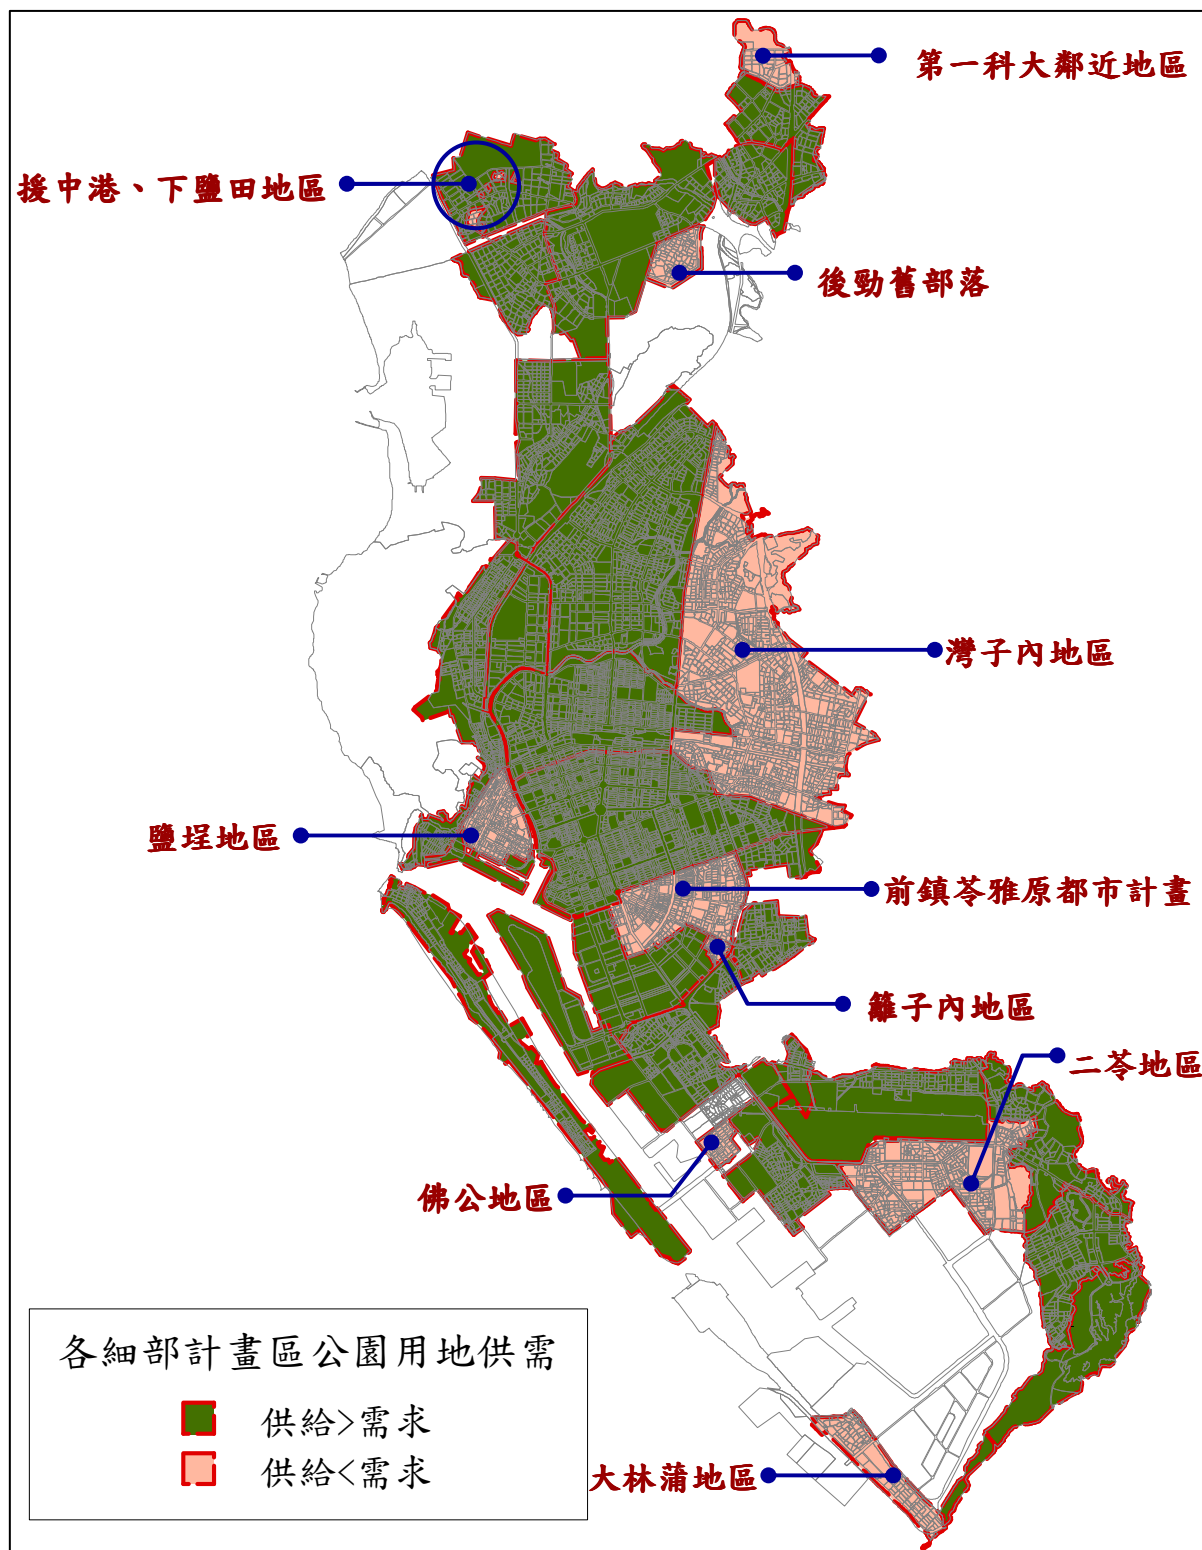 第一科大鄰近地區
援中港、下鹽田地區
後勁舊部落
灣子內地區
鹽埕地區
前鎮苓雅原都市計畫
籬子內地區
二苓地區
佛公地區
大林蒲地區
各細部計畫區公園用地供需
供給>需求
供給<需求